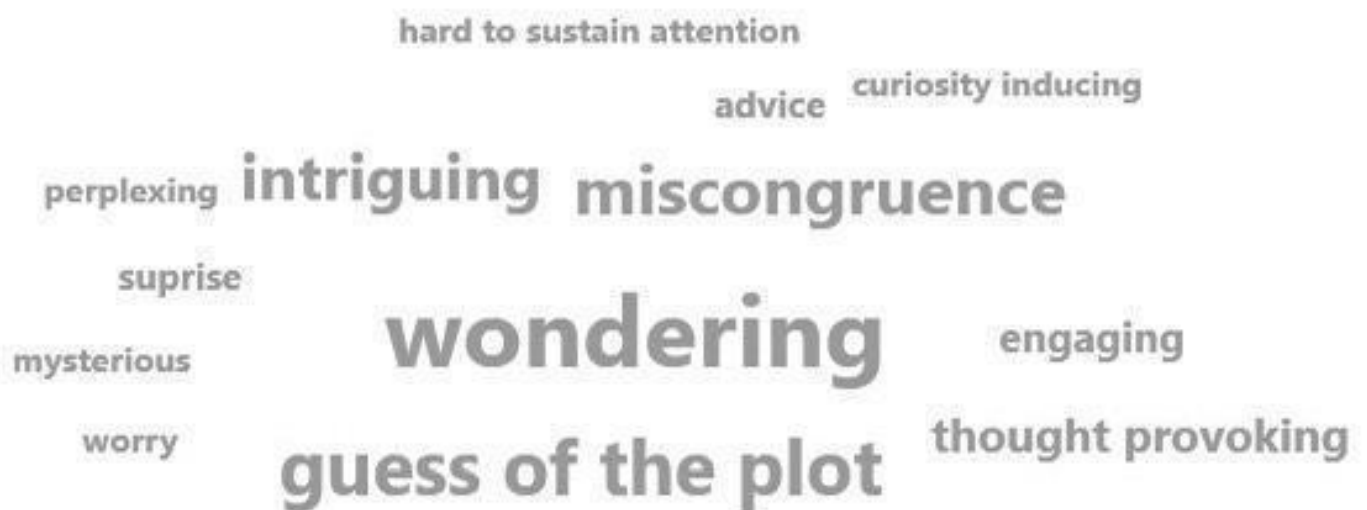 hard to sustain attention
curiosity inducing
advice
intriguing
miscongruence
perplexing
suprise
wondering
engaging
mysterious
worry
thought provoking
guess of the plot